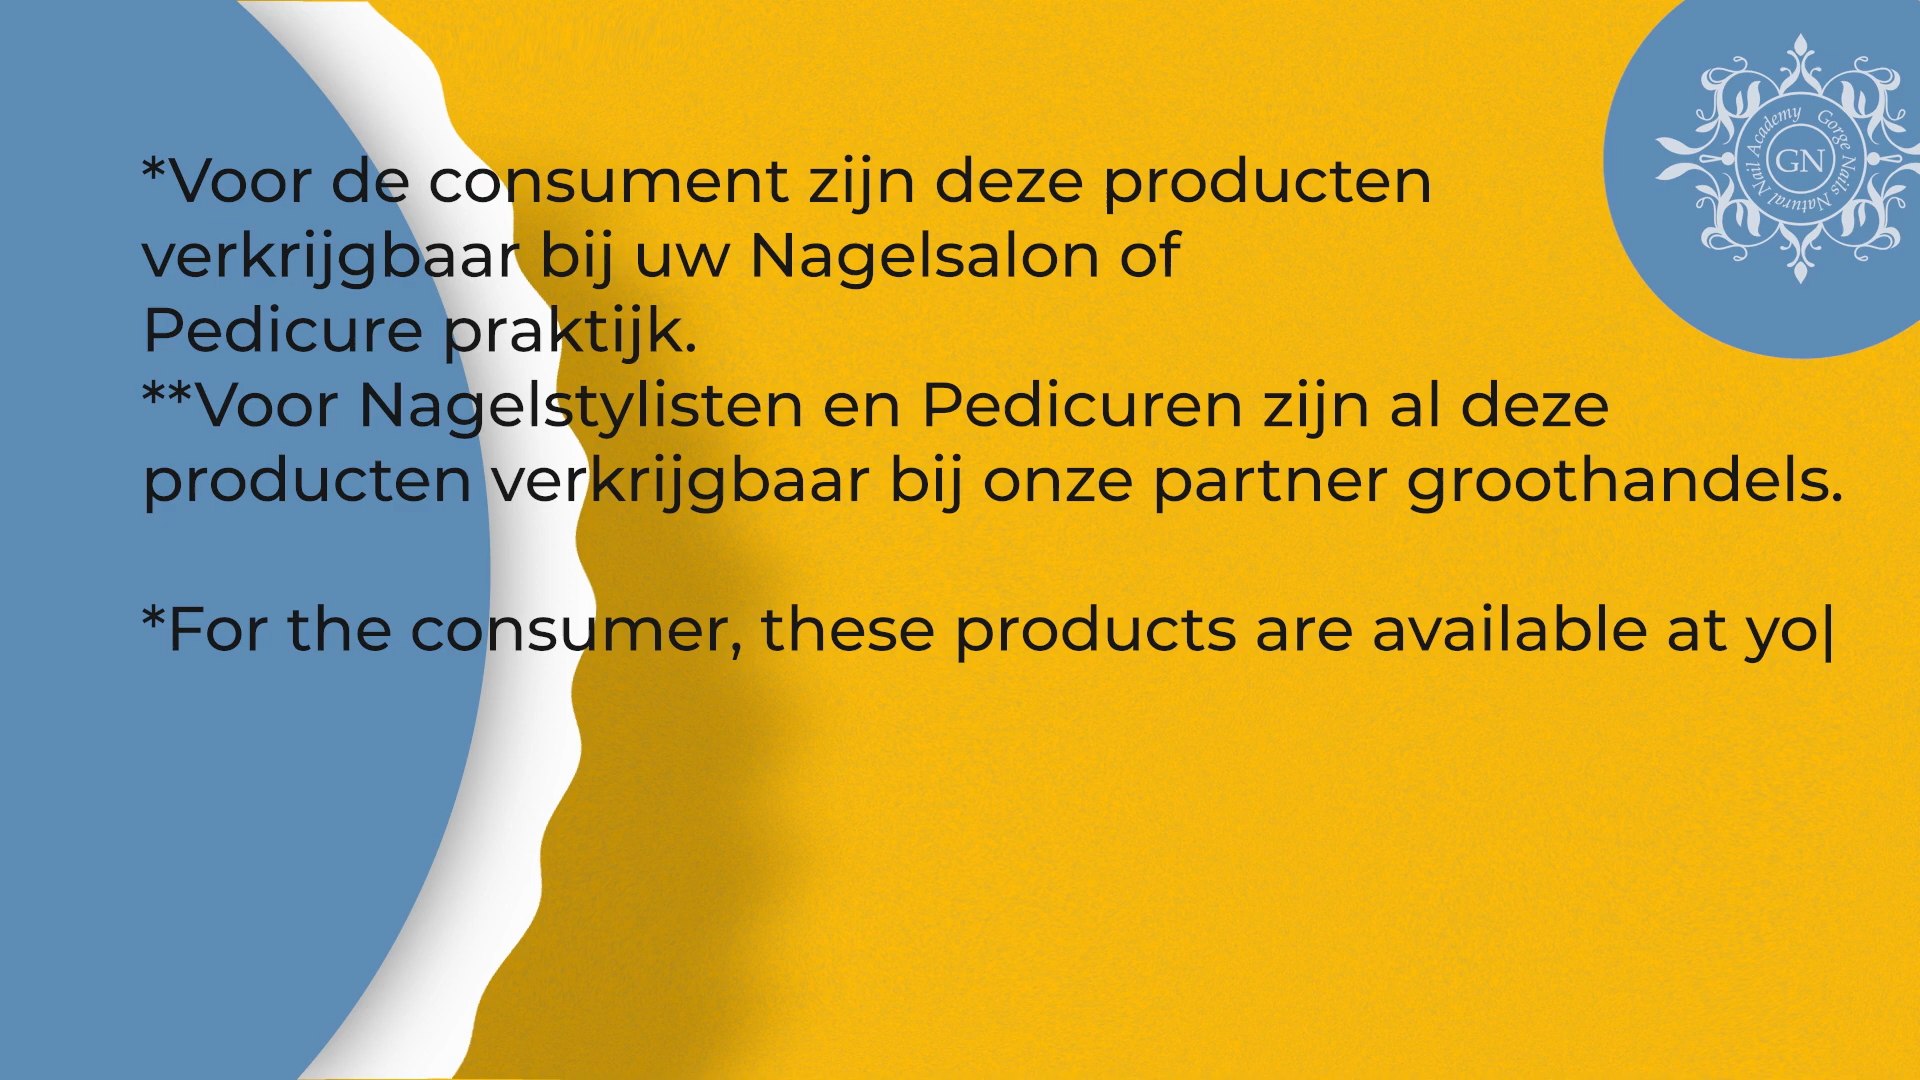 *Voor de consument zijn deze producten
verkrijgbaar bij uw Nagelsalon of
Pedicure praktijk.
**Voor Nagelstylisten en Pedicuren zijn al deze
producten verkrijgbaar bij onze partner groothandels.
*For the consumer, these products are available at yo|
Gorge Nails Natural Nail Academy
GN